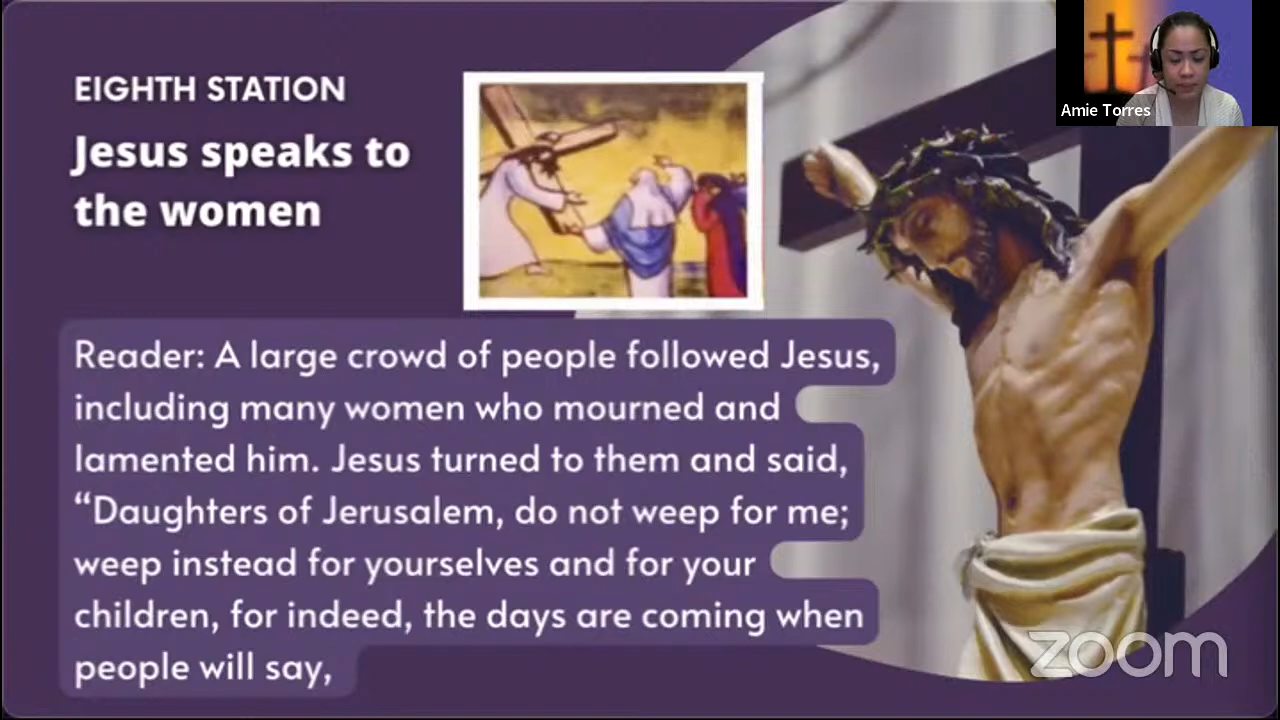 EIGHTH STATION
Jesus speaks to
the women
Amie Torres
Reader: A large crowd of people followed Jesus,
including many women who mourned and
lamented him. Jesus turned to them and said,
“Daughters of Jerusalem, do not weep for me;
weep instead for yourselves and for your
children, for indeed, the days are coming when
people will say,
zoom